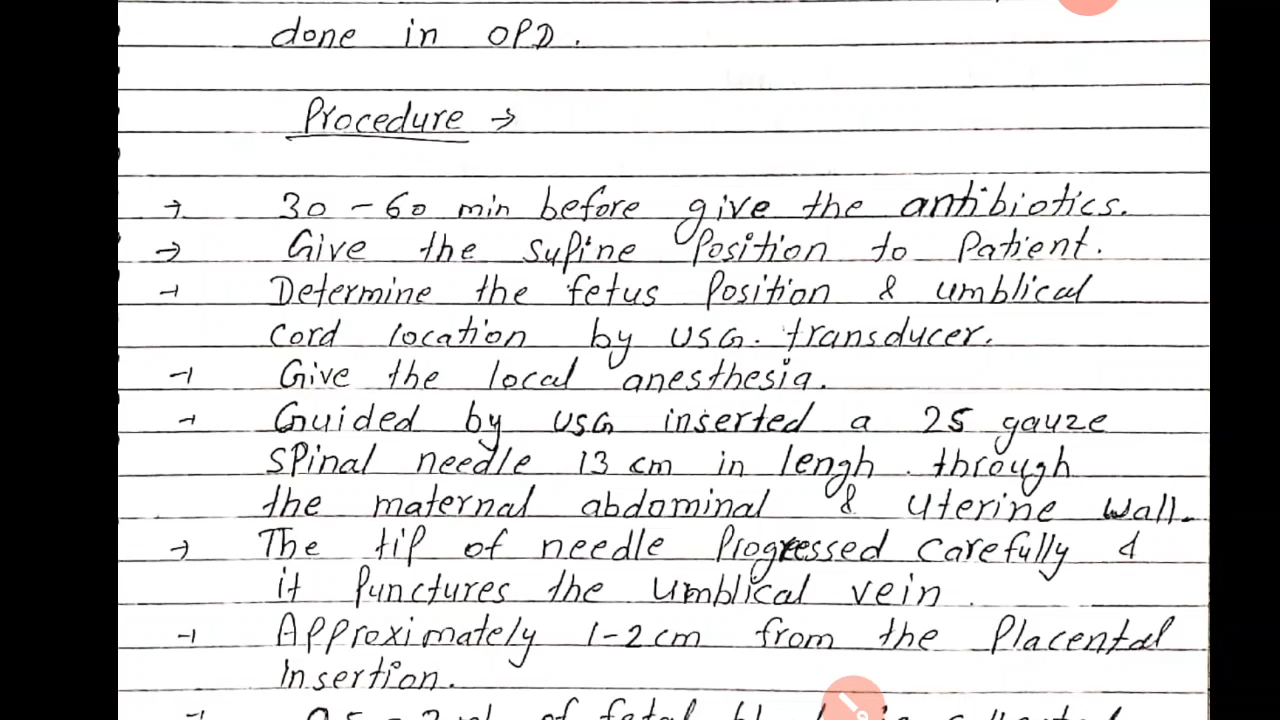 done in OPD.
Procedure →
→ 30-60 min before give the antibiotics.
→ Give the supine Position to Patient.
→ Determine the fetus Position & umblical
cord location by USG. transducer.
→ Give the local anesthesia.
→ Guided by USG inserted a 25 gauze
spinal needle 13 cm in lengh. through
the maternal abdominal & uterine wall.
→ The tip of needle Progressed carefully &
it Punctures the umblical vein.
→ Approximately 1-2 cm from the Placental
insertion.
of fetal